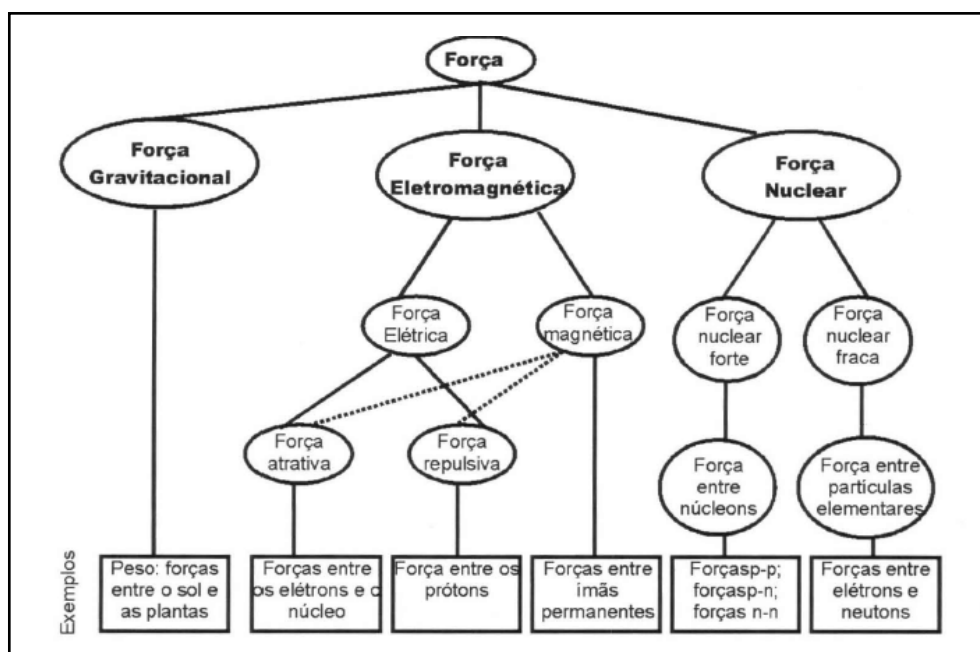 Força
Força
Gravitacional
Força
Eletromagnética
Força
Nuclear
Força
Elétrica
Força
magnética
Força
nuclear
forte
Força
nuclear
fraca
Força
atrativa
Força
repulsiva
Força
entre
núcleons
Força entre
partículas
elementares
Exemplos
Peso: forças
entre o sol e
as plantas
Forças entre
os elétrons e o
núcleo
Força entre os
prótons
Forças entre
imãs
permanentes
Forçasp-p;
forçasp-n;
forças n-n
Forças entre
elétrons e
neutons